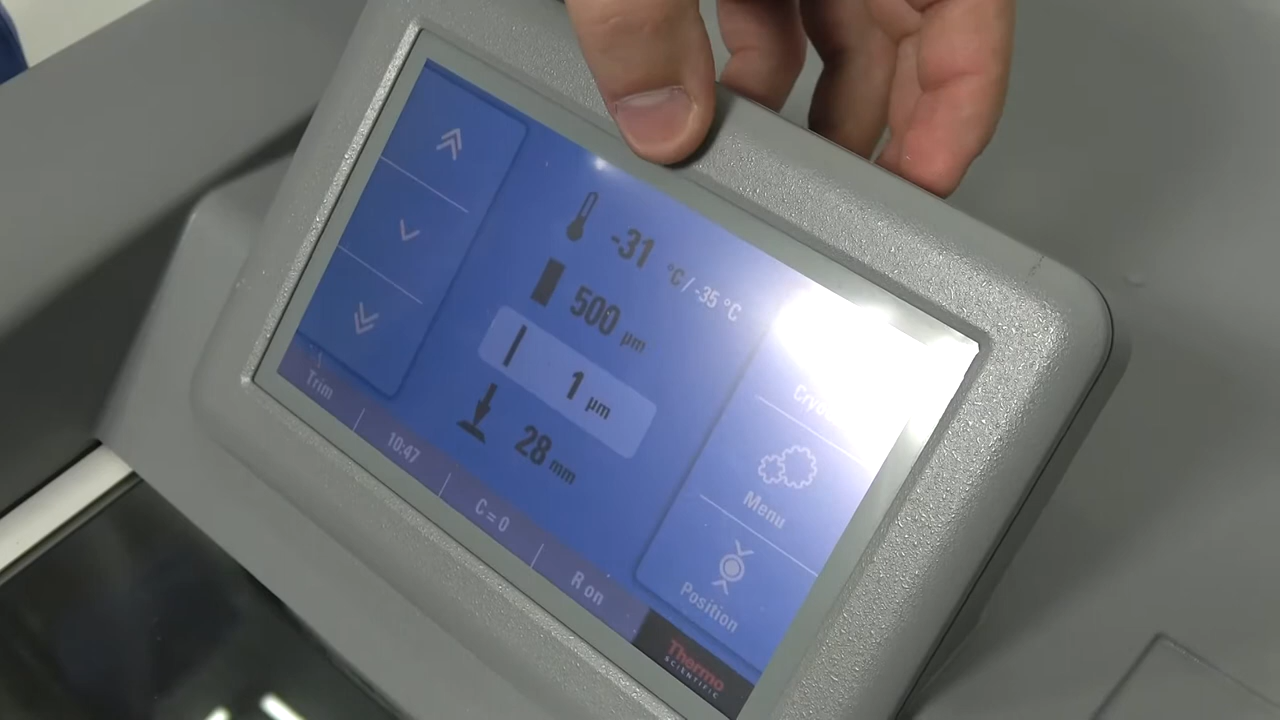 -31 °C / -35 °C
500 µm
1 µm
28 mm
Menu
Position
Trim
10:47
C = 0
R on
Thermo
SCIENTIFIC